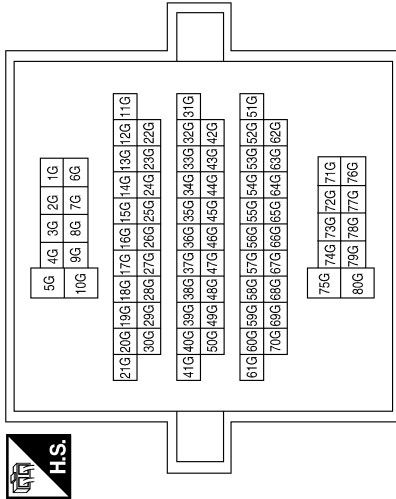 H.S.
5G 4G 3G 2G 1G
10G 9G 8G 7G 6G
21G 20G 19G 18G 17G 16G 15G 14G 13G 12G 11G
30G 29G 28G 27G 26G 25G 24G 23G 22G
41G 40G 39G 38G 37G 36G 35G 34G 33G 32G 31G
50G 49G 48G 47G 46G 45G 44G 43G 42G
61G 60G 59G 58G 57G 56G 55G 54G 53G 52G 51G
70G 69G 68G 67G 66G 65G 64G 63G 62G
75G 74G 73G 72G 71G
80G 79G 78G 77G 76G